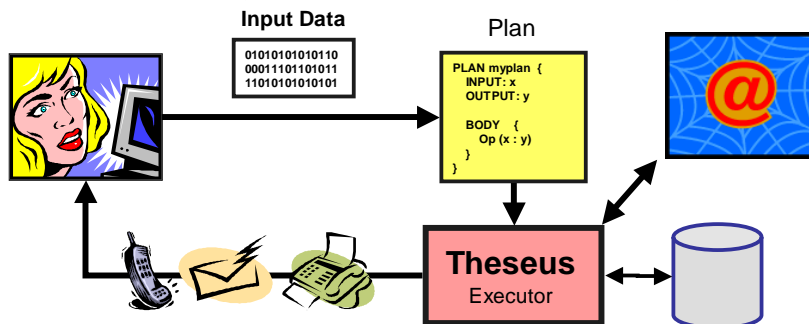 Input Data
01010101010110
00011101101011
11010101010101
Plan
PLAN myplan {
INPUT: x
OUTPUT: y
BODY {
Op (x : y)
}
}
@
Theseus
Executor